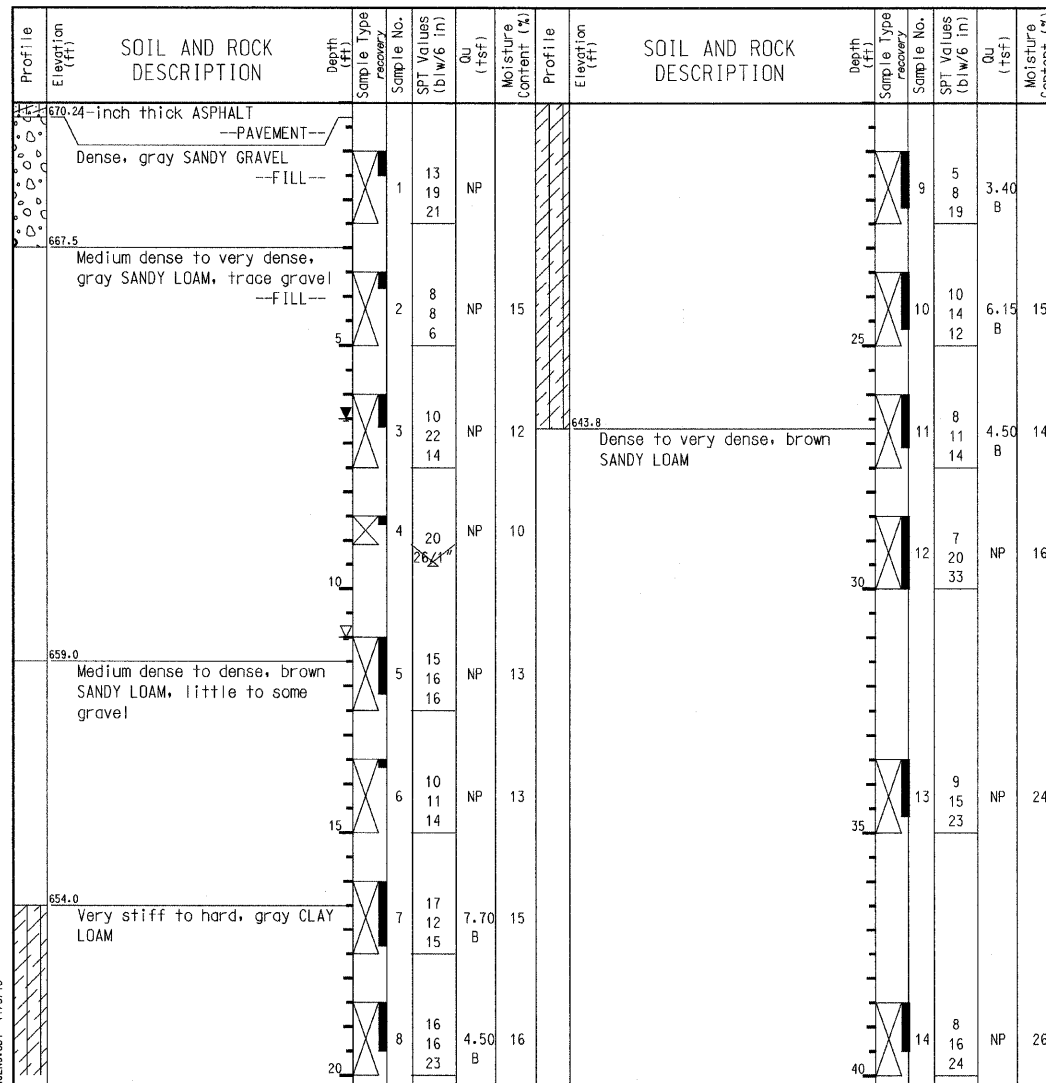 Profile
Elevation (ft)
SOIL AND ROCK DESCRIPTION
Depth (ft)
Sample Type recovery
Sample No.
SPT Values (blw/6 in)
Qu (tsf)
Moisture Content (%)
Profile
Elevation (ft)
SOIL AND ROCK DESCRIPTION
Depth (ft)
Sample Type recovery
Sample No.
SPT Values (blw/6 in)
Qu (tsf)
Moisture Content (%)
670.24-inch thick ASPHALT
--PAVEMENT--
Dense, gray SANDY GRAVEL
--FILL--
1 13 19 21 NP
667.5
Medium dense to very dense,
gray SANDY LOAM, trace gravel
--FILL--
2 8 8 6 NP 15
5
3 10 22 14 NP 12
4 20 26/1" NP 10
10
659.0
Medium dense to dense, brown
SANDY LOAM, little to some
gravel
5 15 16 16 NP 13
6 10 11 14 NP 13
15
654.0
Very stiff to hard, gray CLAY
LOAM
7 17 12 15 7.70 B 15
8 16 16 23 4.50 B 16
20
9 5 8 19 3.40 B
10 10 14 12 6.15 B 15
25
643.8
Dense to very dense, brown
SANDY LOAM
11 8 11 14 4.50 B 14
12 7 20 33 NP 16
30
13 9 15 23 NP 24
35
14 8 16 24 NP 26
40